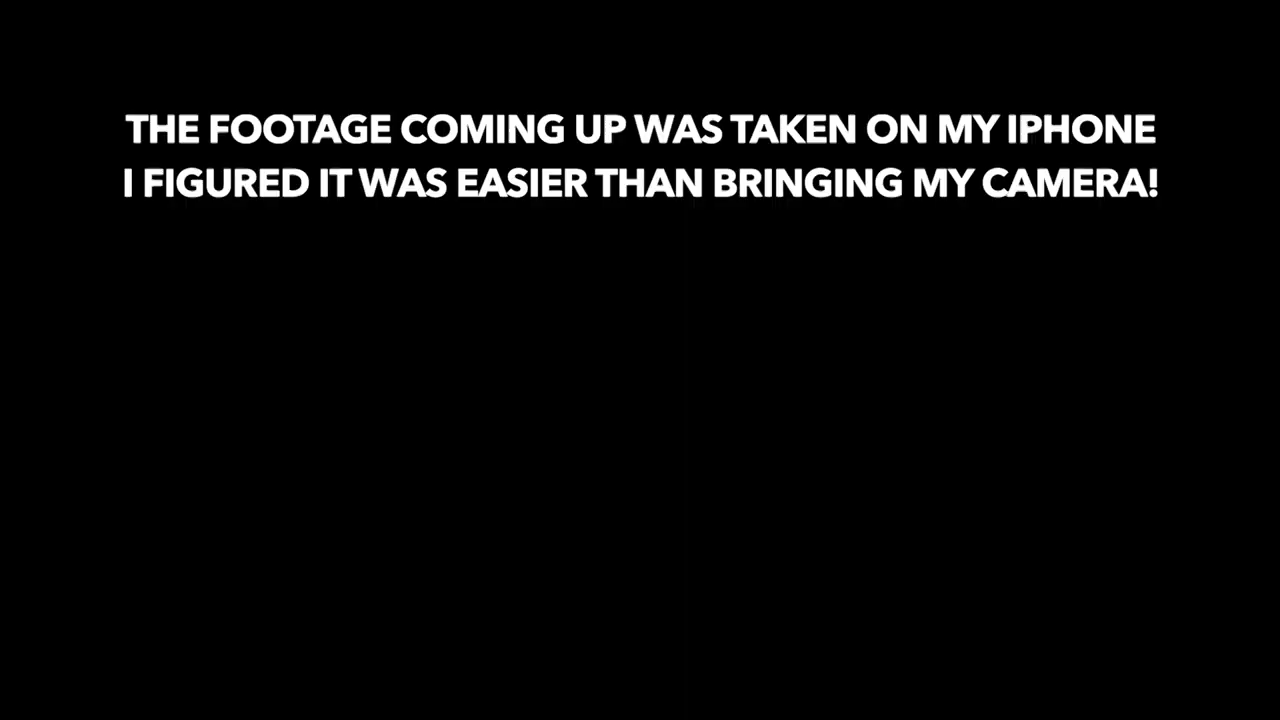 THE FOOTAGE COMING UP WAS TAKEN ON MY IPHONE
I FIGURED IT WAS EASIER THAN BRINGING MY CAMERA!